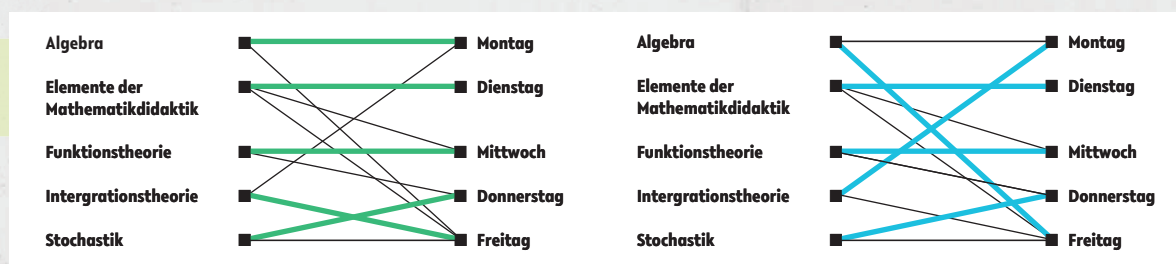 Algebra
Montag
Elemente der
Mathematikdidaktik
Dienstag
Funktionstheorie
Mittwoch
Intergrationstheorie
Donnerstag
Stochastik
Freitag
Algebra
Montag
Elemente der
Mathematikdidaktik
Dienstag
Funktionstheorie
Mittwoch
Intergrationstheorie
Donnerstag
Stochastik
Freitag